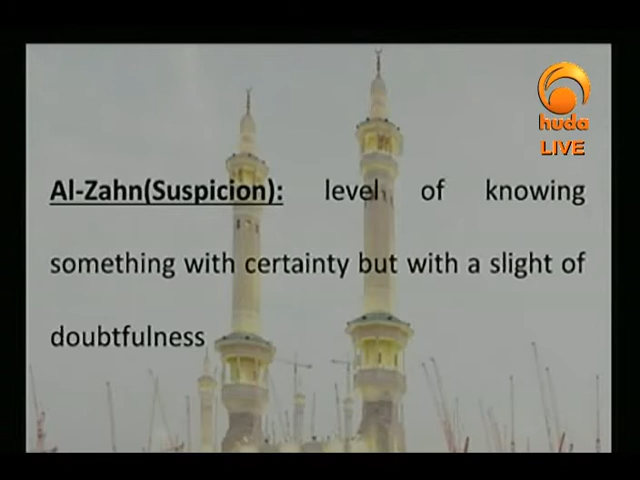 huda
LIVE
Al-Zahn(Suspicion): level of knowing
something with certainty but with a slight of
doubtfulness